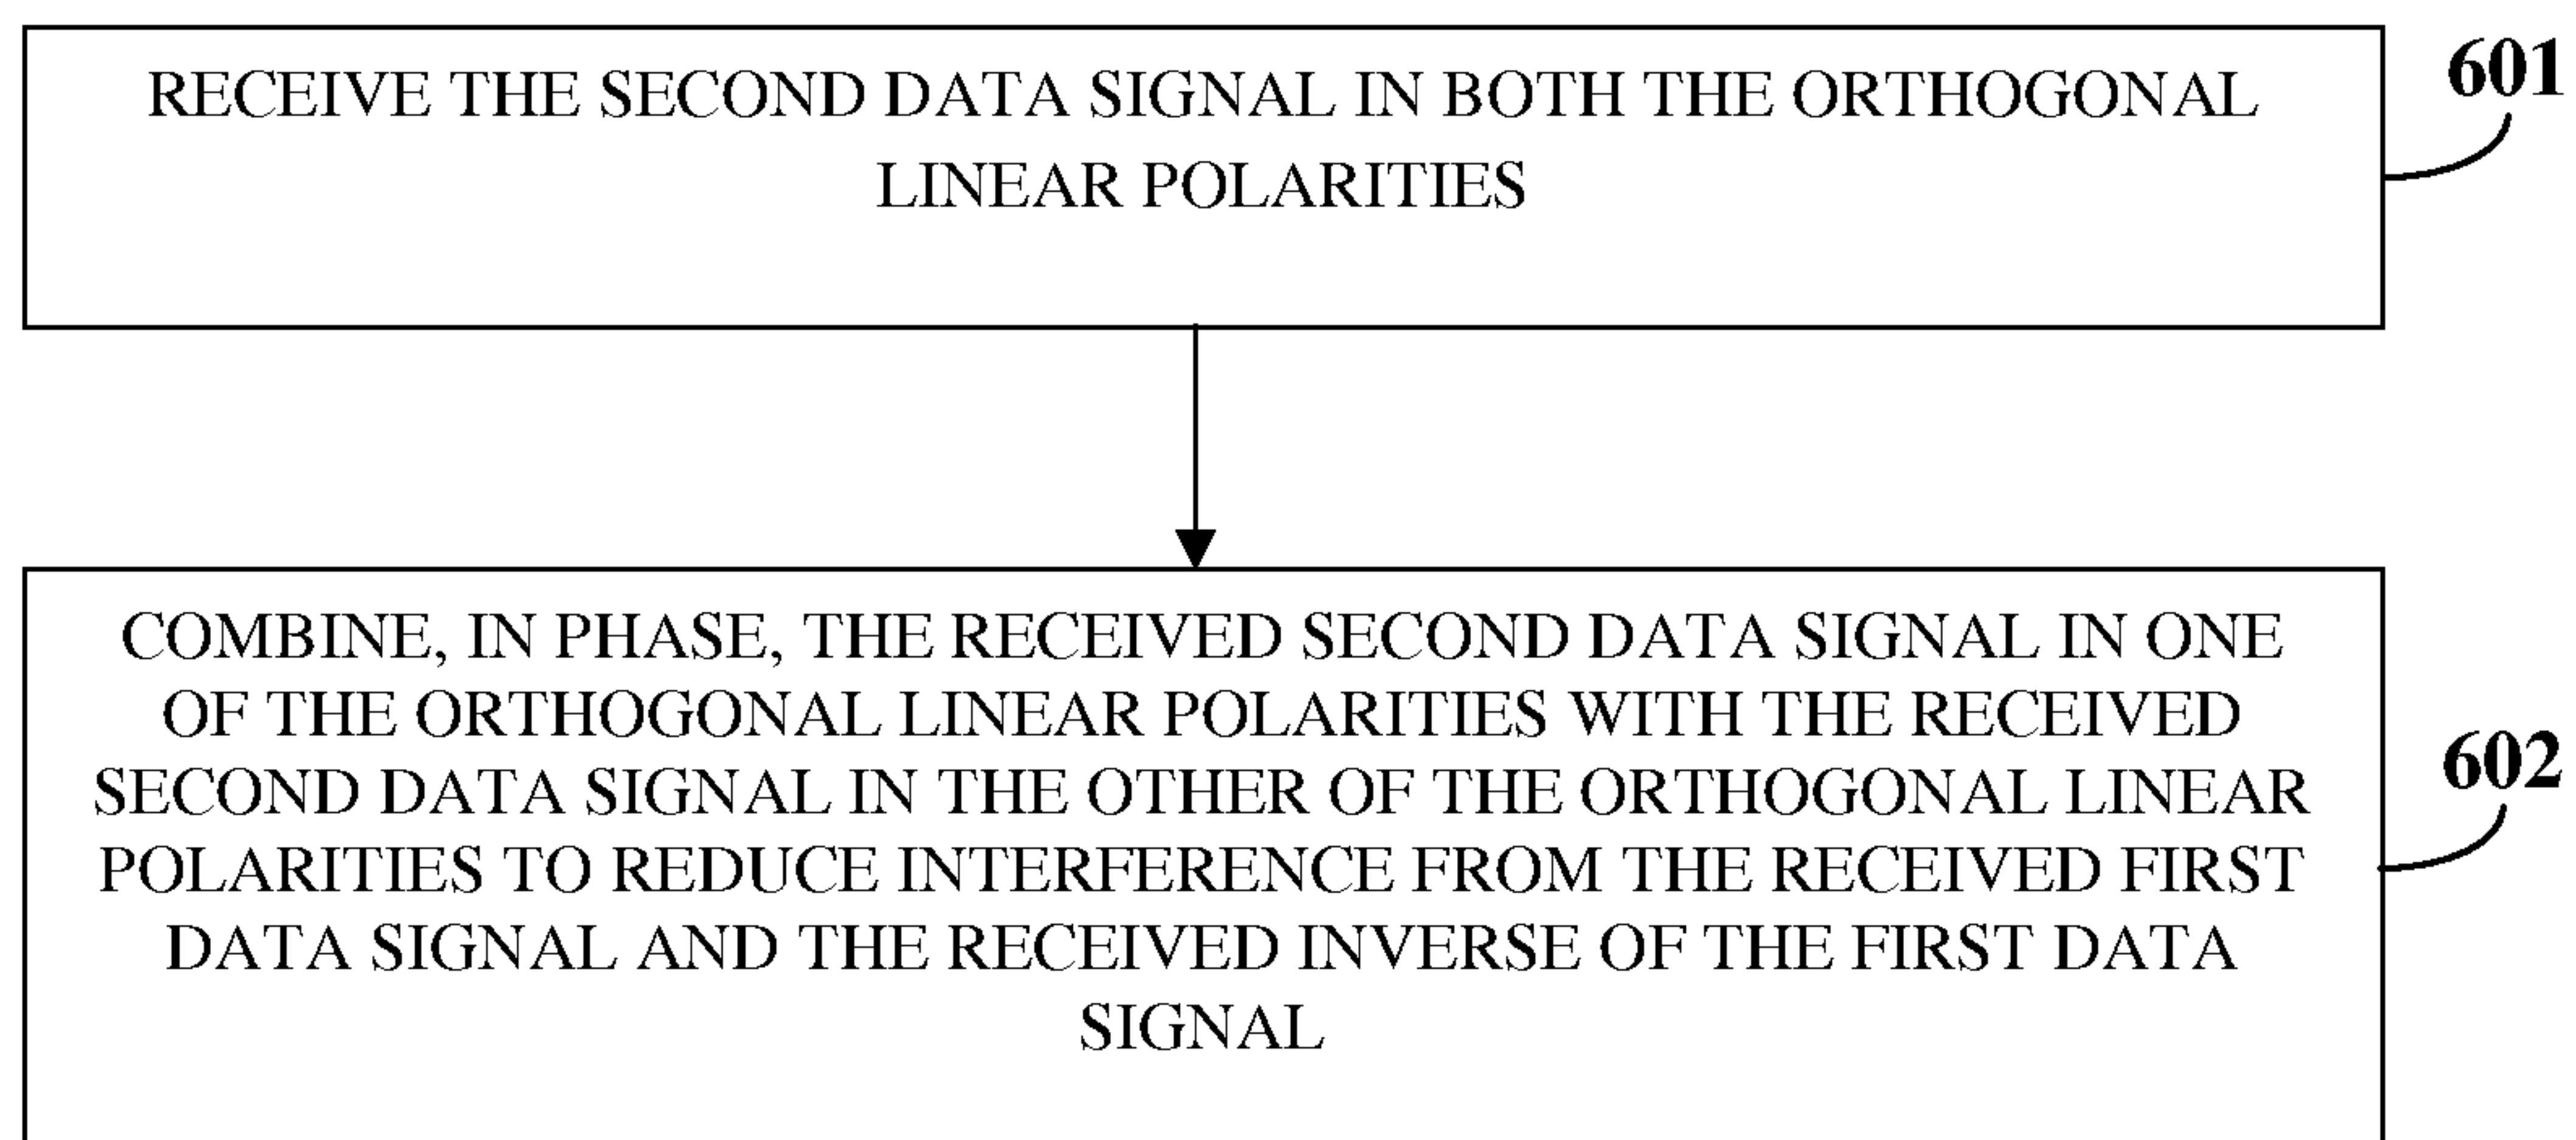 RECEIVE THE SECOND DATA SIGNAL IN BOTH THE ORTHOGONAL
LINEAR POLARITIES
601
COMBINE, IN PHASE, THE RECEIVED SECOND DATA SIGNAL IN ONE
OF THE ORTHOGONAL LINEAR POLARITIES WITH THE RECEIVED
SECOND DATA SIGNAL IN THE OTHER OF THE ORTHOGONAL LINEAR
POLARITIES TO REDUCE INTERFERENCE FROM THE RECEIVED FIRST
DATA SIGNAL AND THE RECEIVED INVERSE OF THE FIRST DATA
SIGNAL
602